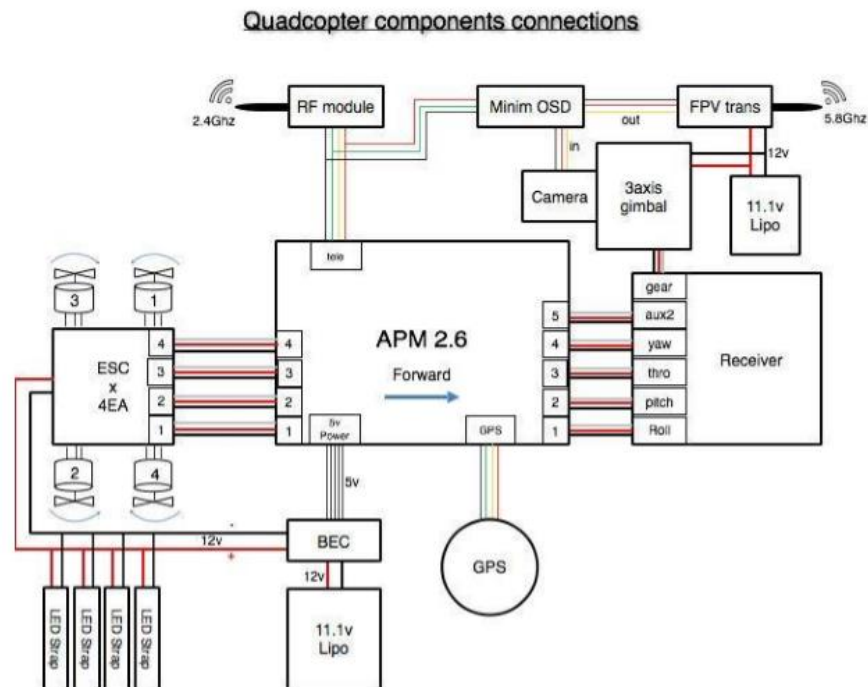 Quadcopter components connections
2.4Ghz
RF module
Minim OSD
FPV trans
5.8Ghz
out
in
12v
Camera
3axis
gimbal
11.1v
Lipo
tele
gear
3
1
5
aux2
4
4
APM 2.6
4
yaw
Receiver
ESC
x
4EA
3
3
Forward
3
thro
2
2
2
pitch
1
1
5v
Power
GPS
1
Roll
2
4
5v
-
12v
+
BEC
GPS
12v
11.1v
Lipo
LED Strap
LED Strap
LED Strap
LED Strap